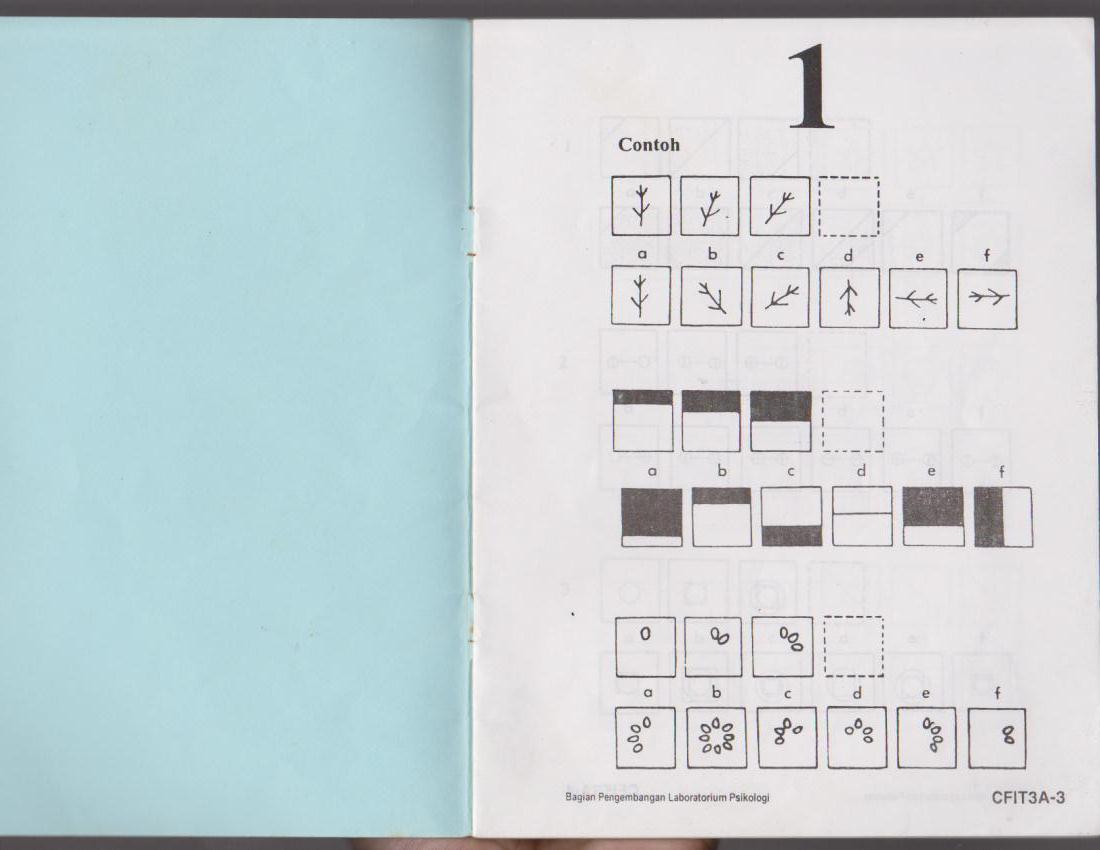 1
Contoh
a b c d e f
a b c d e f
a b c d e f
Bagian Pengembangan Laboratorium Psikologi CFIT3A-3